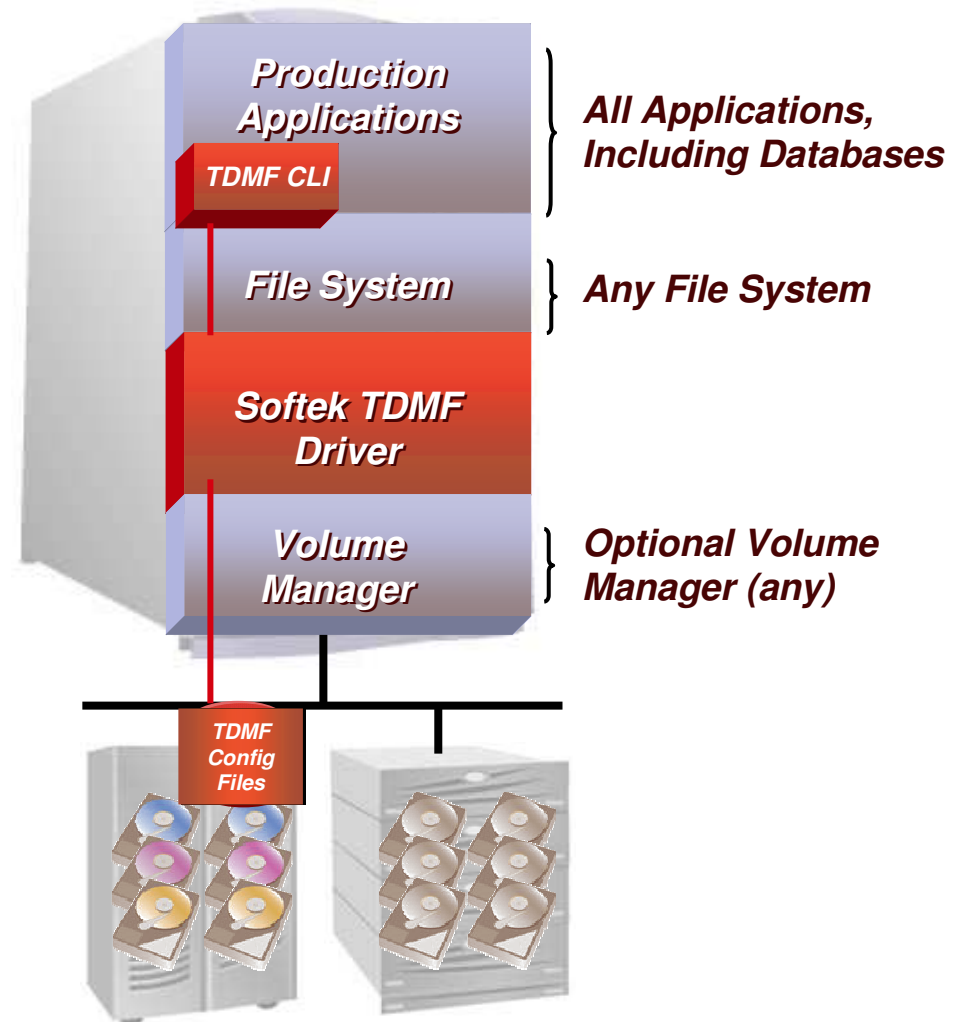 Production
Applications
All Applications,
Including Databases
TDMF CLI
File System
Any File System
Softek TDMF
Driver
Volume
Manager
Optional Volume
Manager (any)
TDMF
Config
Files